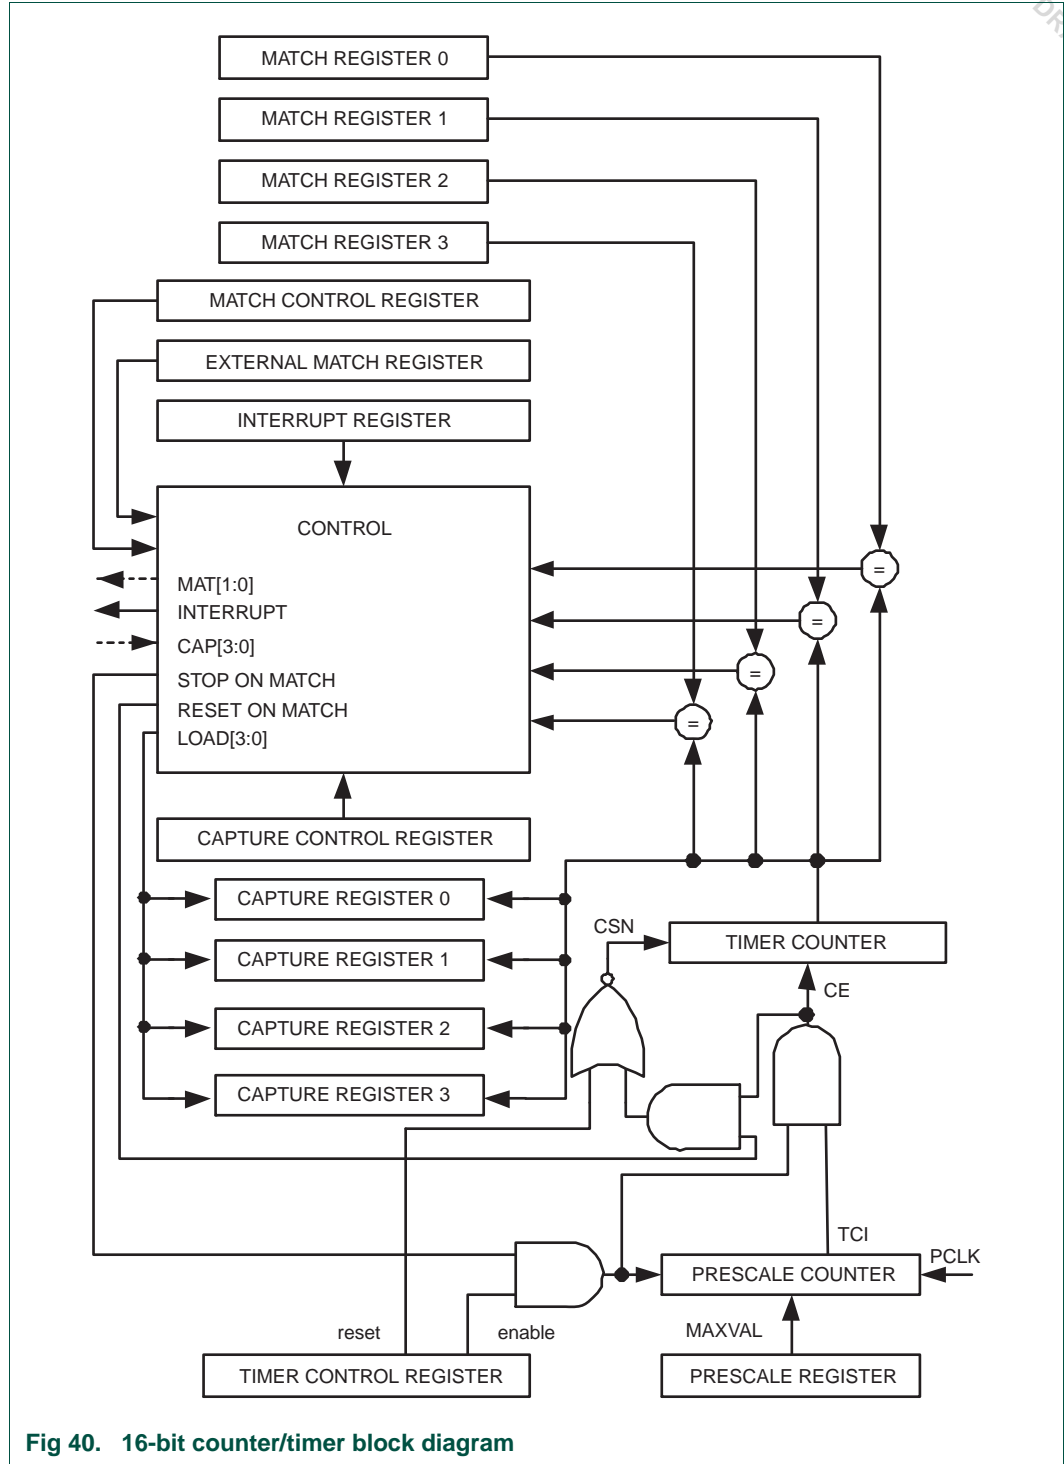 MATCH REGISTER 0
MATCH REGISTER 1
MATCH REGISTER 2
MATCH REGISTER 3
MATCH CONTROL REGISTER
EXTERNAL MATCH REGISTER
INTERRUPT REGISTER
CONTROL
=
MAT[1:0]
INTERRUPT
=
CAP[3:0]
STOP ON MATCH
=
RESET ON MATCH
=
LOAD[3:0]
CAPTURE CONTROL REGISTER
CAPTURE REGISTER 0
CSN
TIMER COUNTER
CAPTURE REGISTER 1
CE
CAPTURE REGISTER 2
CAPTURE REGISTER 3
TCI
PCLK
PRESCALE COUNTER
reset
enable
MAXVAL
TIMER CONTROL REGISTER
PRESCALE REGISTER
Fig 40. 16-bit counter/timer block diagram